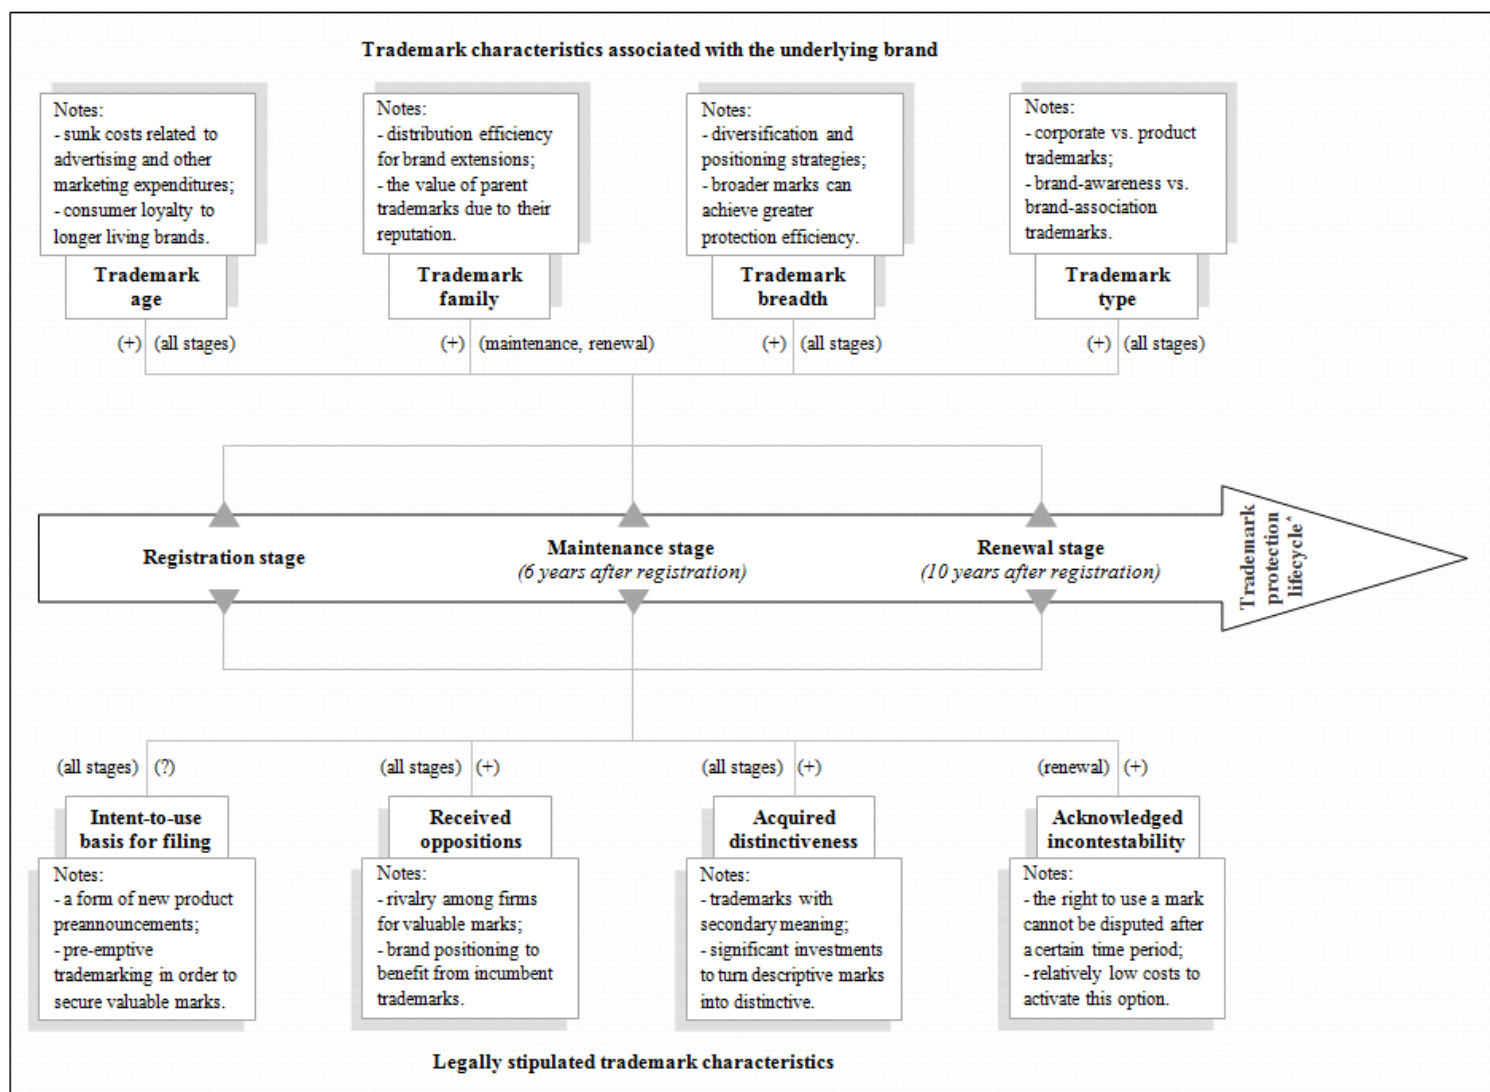 Trademark characteristics associated with the underlying brand
Notes:
- sunk costs related to
advertising and other
marketing expenditures;
- consumer loyalty to
longer living brands.
Trademark
age
(+) (all stages)
Notes:
- distribution efficiency
for brand extensions;
- the value of parent
trademarks due to their
reputation.
Trademark
family
(+) (maintenance, renewal)
Notes:
- diversification and
positioning strategies;
- broader marks can
achieve greater
protection efficiency.
Trademark
breadth
(+) (all stages)
Notes:
- corporate vs. product
trademarks;
- brand-awareness vs.
brand-association
trademarks.
Trademark
type
(+) (all stages)
Registration stage
Maintenance stage
(6 years after registration)
Renewal stage
(10 years after registration)
Trademark
protection
lifecycle^
(all stages) (?)
Intent-to-use
basis for filing
Notes:
- a form of new product
preannouncements;
- pre-emptive
trademarking in order to
secure valuable marks.
(all stages) (+)
Received
oppositions
Notes:
- rivalry among firms
for valuable marks;
- brand positioning to
benefit from incumbent
trademarks.
(all stages) (+)
Acquired
distinctiveness
Notes:
- trademarks with
secondary meaning;
- significant investments
to turn descriptive marks
into distinctive.
(renewal) (+)
Acknowledged
incontestability
Notes:
- the right to use a mark
cannot be disputed after
a certain time period;
- relatively low costs to
activate this option.
Legally stipulated trademark characteristics